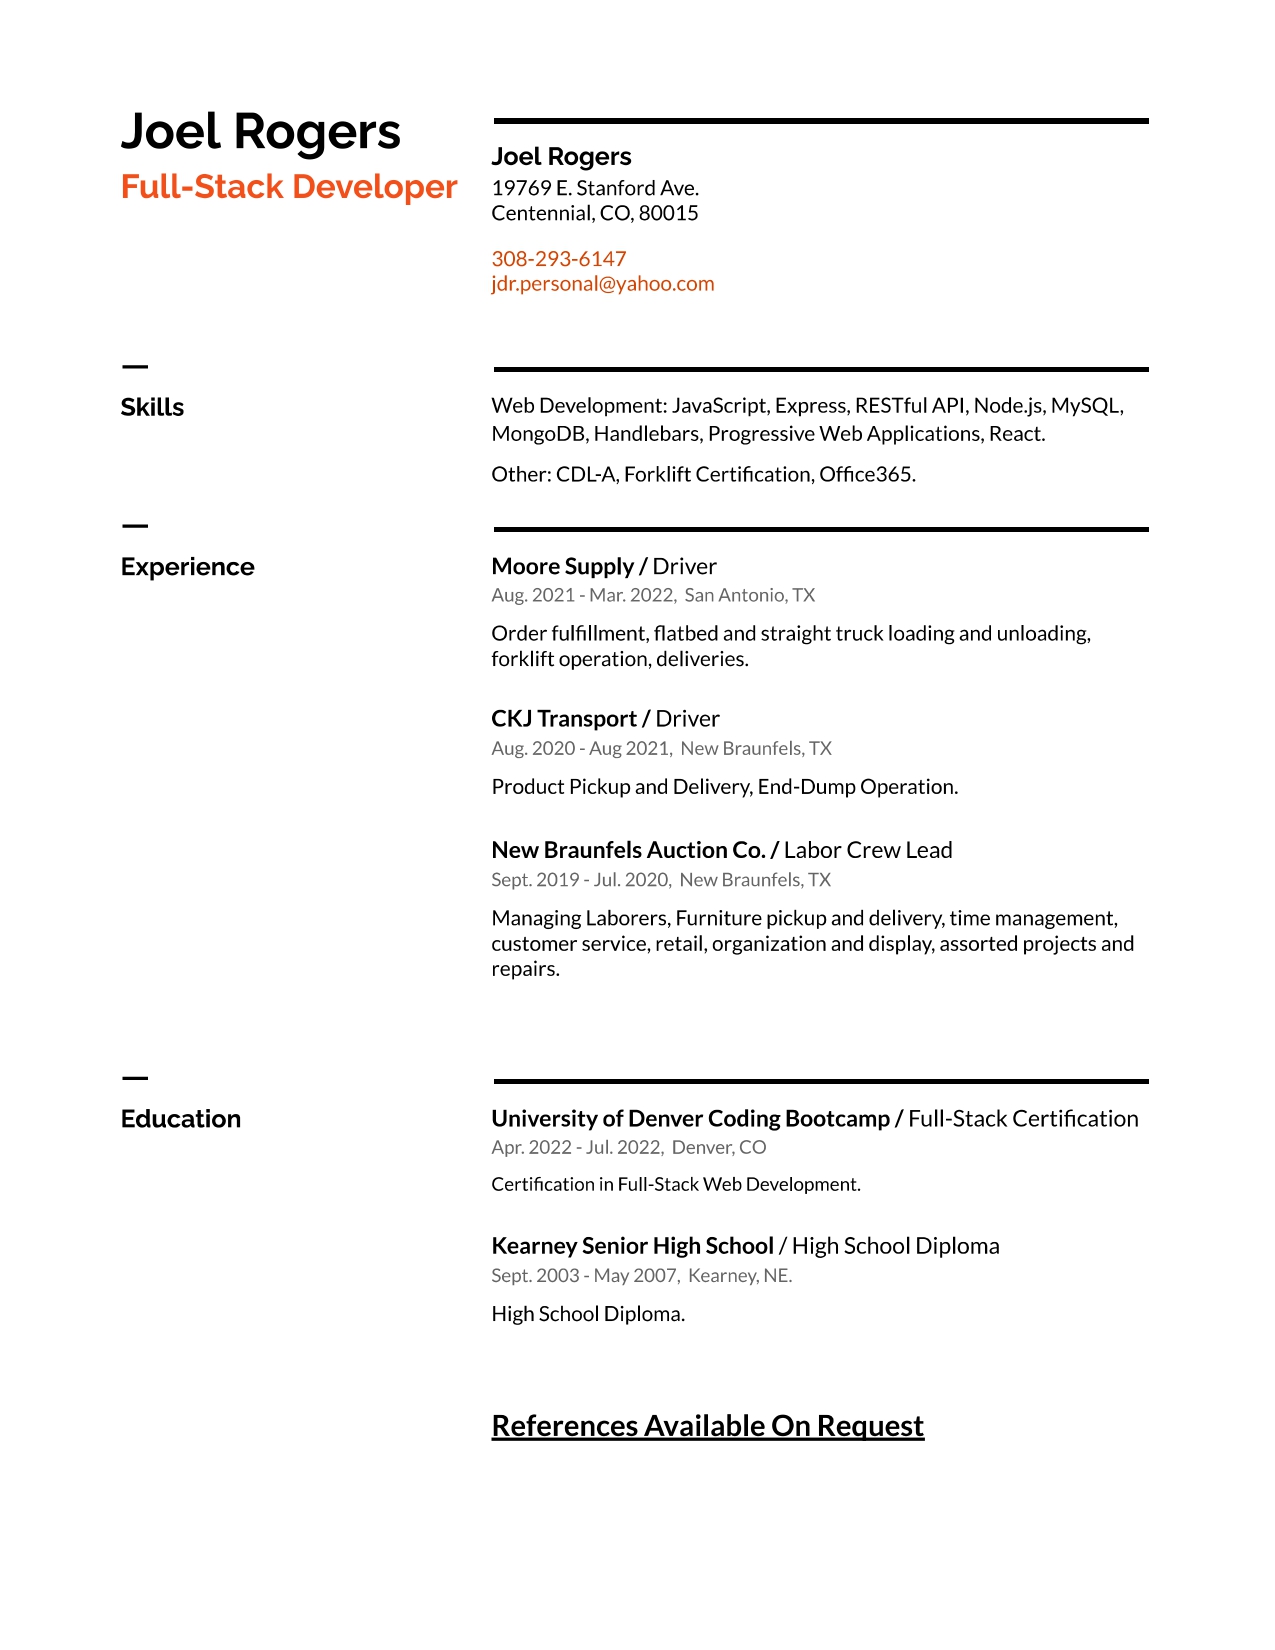 Joel Rogers
Full-Stack Developer
Joel Rogers
19769 E. Stanford Ave.
Centennial, CO, 80015
308-293-6147
jdr.personal@yahoo.com
—
Skills
Web Development: JavaScript, Express, RESTful API, Node.js, MySQL,
MongoDB, Handlebars, Progressive Web Applications, React.
Other: CDL-A, Forklift Certification, Office365.
—
Experience
Moore Supply / Driver
Aug. 2021 - Mar. 2022, San Antonio, TX
Order fulfillment, flatbed and straight truck loading and unloading,
forklift operation, deliveries.
CKJ Transport / Driver
Aug. 2020 - Aug 2021, New Braunfels, TX
Product Pickup and Delivery, End-Dump Operation.
New Braunfels Auction Co. / Labor Crew Lead
Sept. 2019 - Jul. 2020, New Braunfels, TX
Managing Laborers, Furniture pickup and delivery, time management,
customer service, retail, organization and display, assorted projects and
repairs.
—
Education
University of Denver Coding Bootcamp / Full-Stack Certification
Apr. 2022 - Jul. 2022, Denver, CO
Certification in Full-Stack Web Development.
Kearney Senior High School / High School Diploma
Sept. 2003 - May 2007, Kearney, NE.
High School Diploma.
References Available On Request